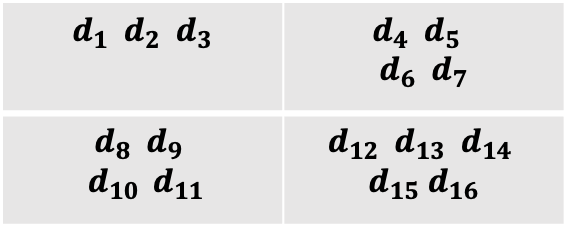 d₁ d₂ d₃
d₄ d₅
d₆ d₇
d₈ d₉
d₁₀ d₁₁
d₁₂ d₁₃ d₁₄
d₁₅ d₁₆